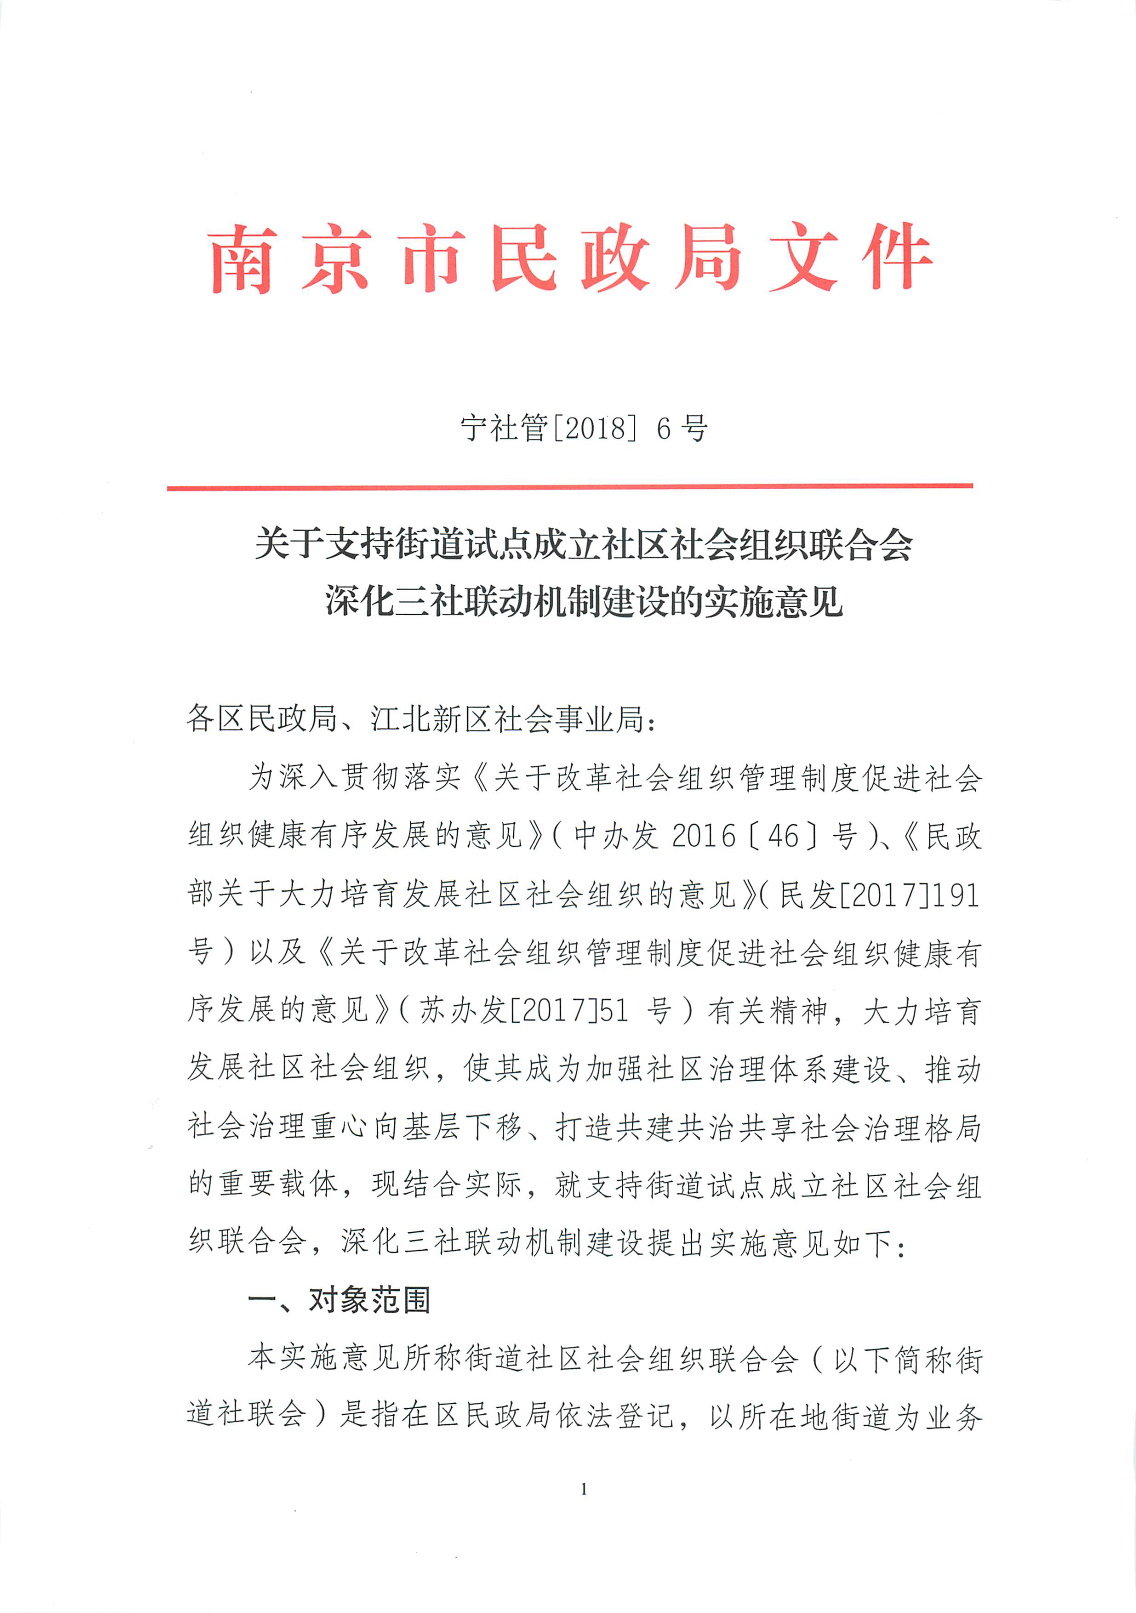 南京市民政局文件
宁社管[2018] 6 号
关于支持街道试点成立社区社会组织联合会
深化三社联动机制建设的实施意见
各区民政局、江北新区社会事业局：
为深入贯彻落实《关于改革社会组织管理制度促进社会
组织健康有序发展的意见》（中办发 2016〔46〕号）、《民政
部关于大力培育发展社区社会组织的意见》（民发[2017]191
号）以及《关于改革社会组织管理制度促进社会组织健康有
序发展的意见》（苏办发[2017]51 号）有关精神，大力培育
发展社区社会组织，使其成为加强社区治理体系建设、推动
社会治理重心向基层下移、打造共建共治共享社会治理格局
的重要载体，现结合实际，就支持街道试点成立社区社会组
织联合会，深化三社联动机制建设提出实施意见如下：
一、对象范围
本实施意见所称街道社区社会组织联合会（以下简称街
道社联会）是指在区民政局依法登记，以所在地街道为业务
1